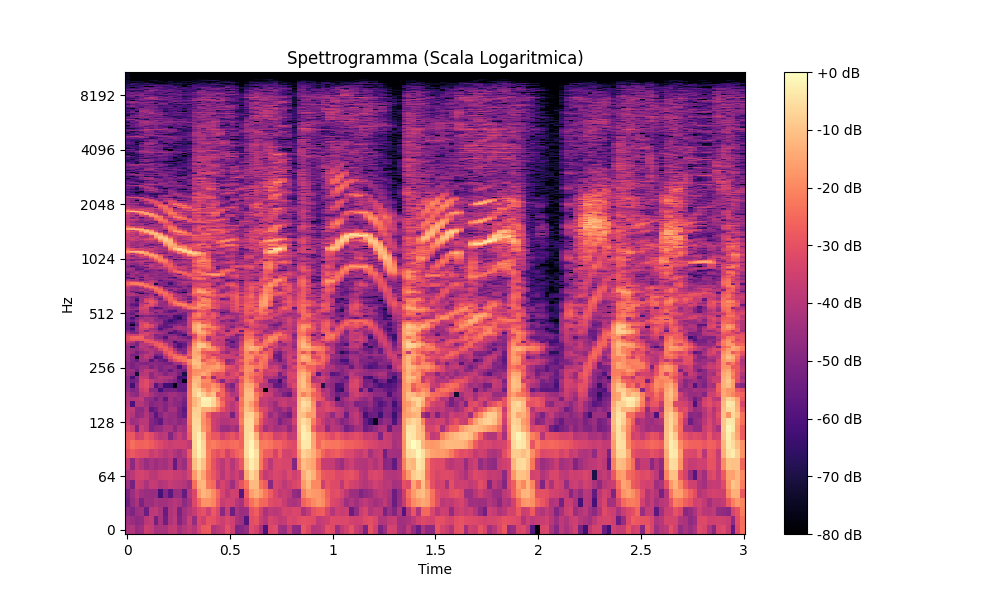 Spettrogramma (Scala Logaritmica)
Hz
8192
4096
2048
1024
512
256
128
64
0
0
0.5
1
1.5
2
2.5
3
Time
+0 dB
-10 dB
-20 dB
-30 dB
-40 dB
-50 dB
-60 dB
-70 dB
-80 dB